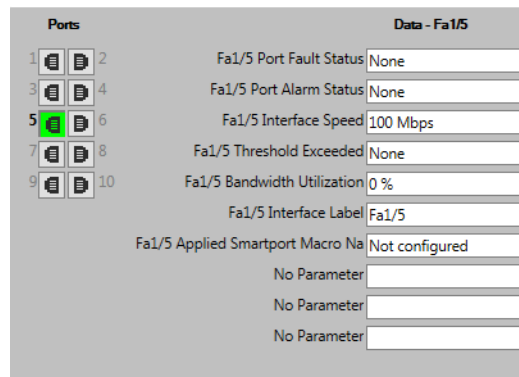 Ports Data - Fa1/5
1 2 Fa1/5 Port Fault Status None
3 4 Fa1/5 Port Alarm Status None
5 6 Fa1/5 Interface Speed 100 Mbps
7 8 Fa1/5 Threshold Exceeded None
9 10 Fa1/5 Bandwidth Utilization 0 %
Fa1/5 Interface Label Fa1/5
Fa1/5 Applied Smartport Macro Na Not configured
No Parameter
No Parameter
No Parameter